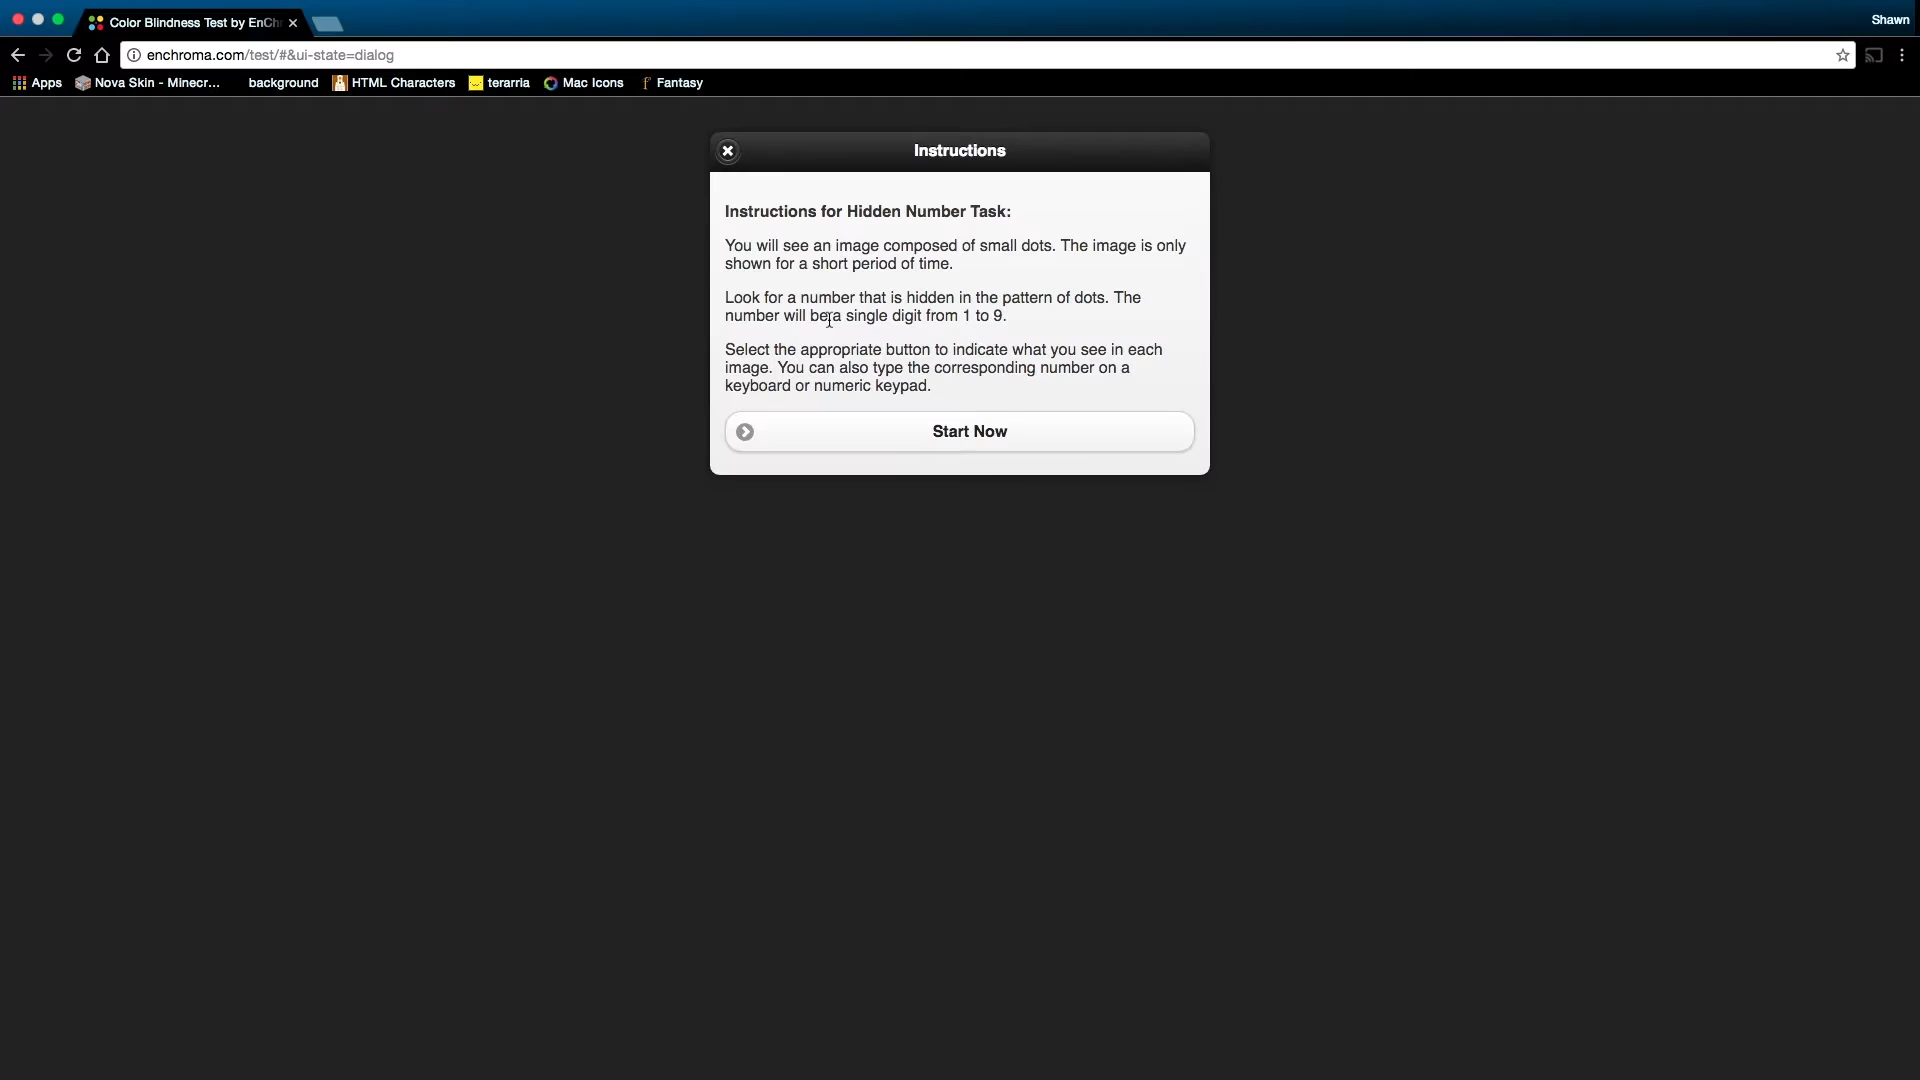 Color Blindness Test by EnChr
Shawn
enchroma.com/test/#&ui-state=dialog
Apps Nova Skin - Minecr... background HTML Characters terarria Mac Icons f Fantasy
Instructions
Instructions for Hidden Number Task:
You will see an image composed of small dots. The image is only
shown for a short period of time.
Look for a number that is hidden in the pattern of dots. The
number will be a single digit from 1 to 9.
Select the appropriate button to indicate what you see in each
image. You can also type the corresponding number on a
keyboard or numeric keypad.
Start Now